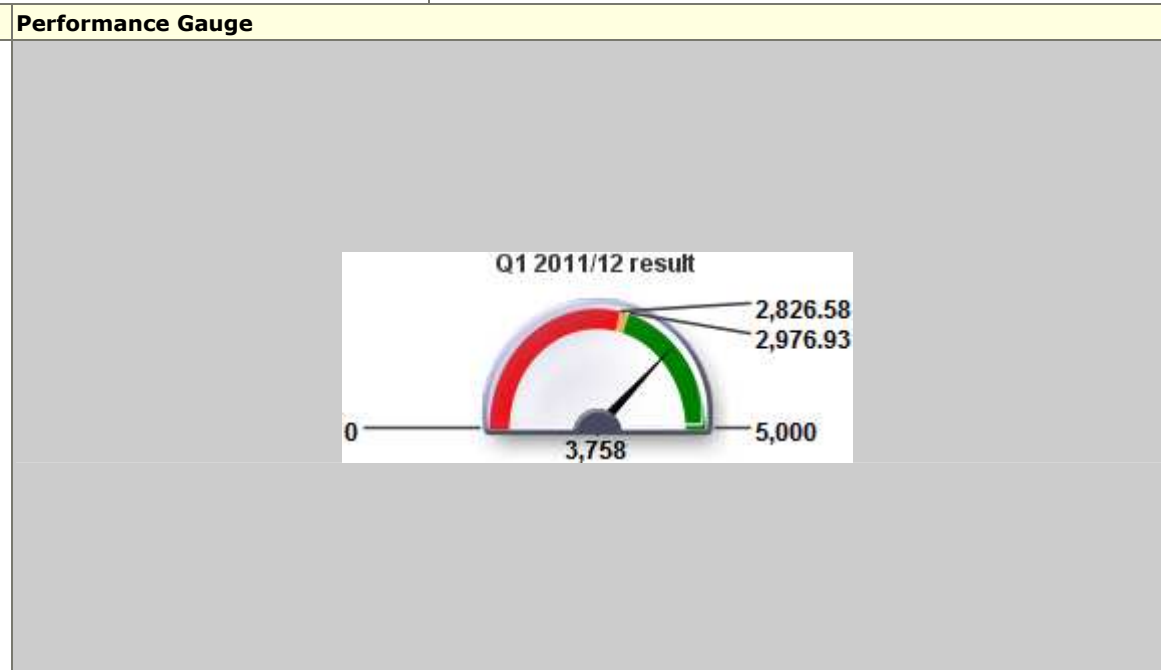 Performance Gauge
Q1 2011/12 result
2,826.58
2,976.93
0
5,000
3,758